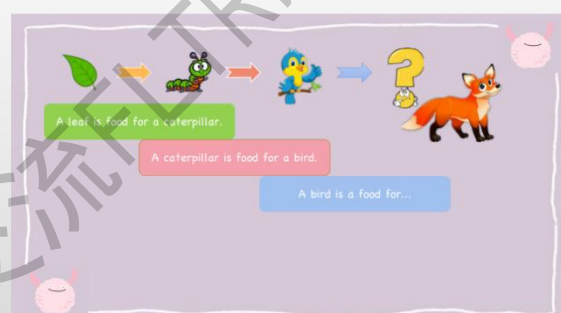 ?
A leaf is food for a caterpillar.
A caterpillar is food for a bird.
A bird is a food for...